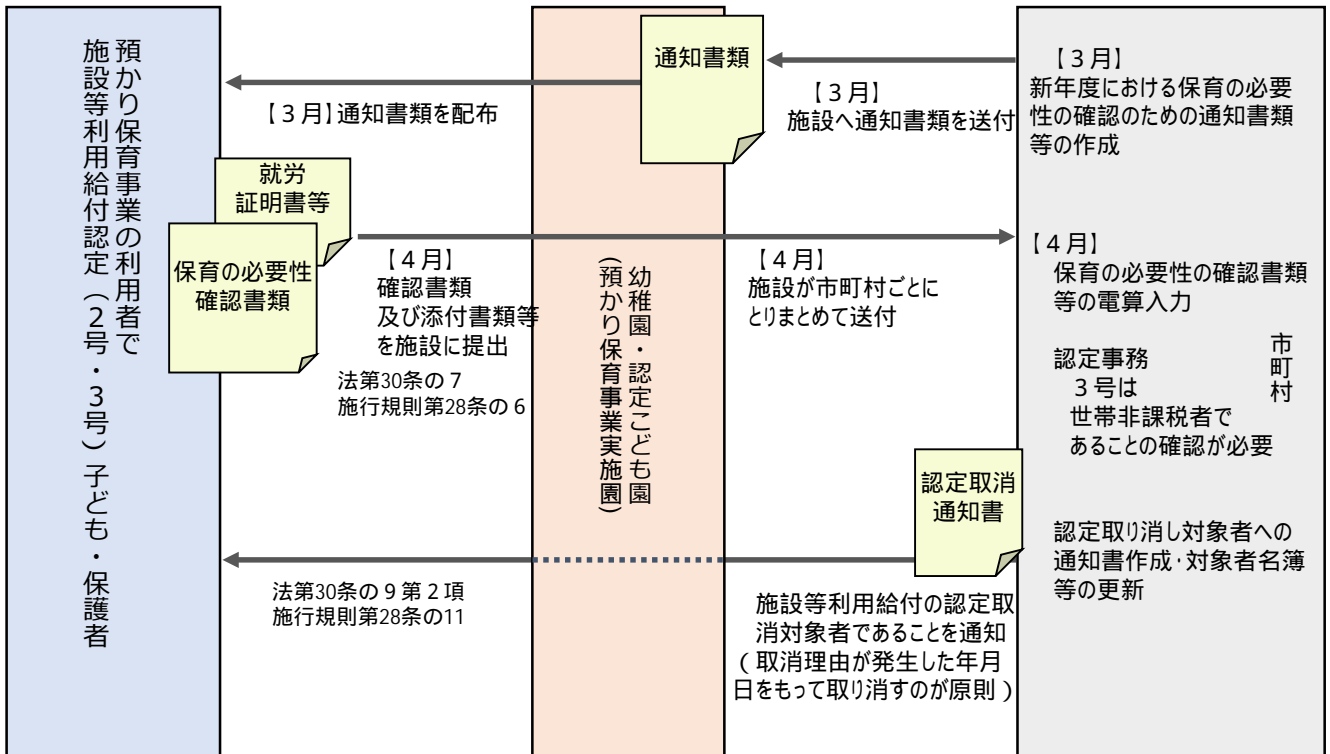 預かり保育事業の利用者で
施設等利用給付認定（２号・３号）子ども・保護者
通知書類
【３月】通知書類を配布
【３月】
施設へ通知書類を送付
【３月】
新年度における保育の必要
性の確認のための通知書類
等の作成
就労
証明書等
保育の必要性
確認書類
【４月】
確認書類
及び添付書類等
を施設に提出
法第30条の７
施行規則第28条の６
幼稚園・認定こども園
(預かり保育事業実施園)
【４月】
施設が市町村ごとに
とりまとめて送付
【４月】
保育の必要性の確認書類
等の電算入力
認定事務
３号は
世帯非課税者で
あることの確認が必要
市町村
認定取消
通知書
認定取り消し対象者への
通知書作成・対象者名簿
等の更新
法第30条の９第２項
施行規則第28条の11
施設等利用給付の認定取
消対象者であることを通知
（取消理由が発生した年月
日をもって取り消すのが原則）